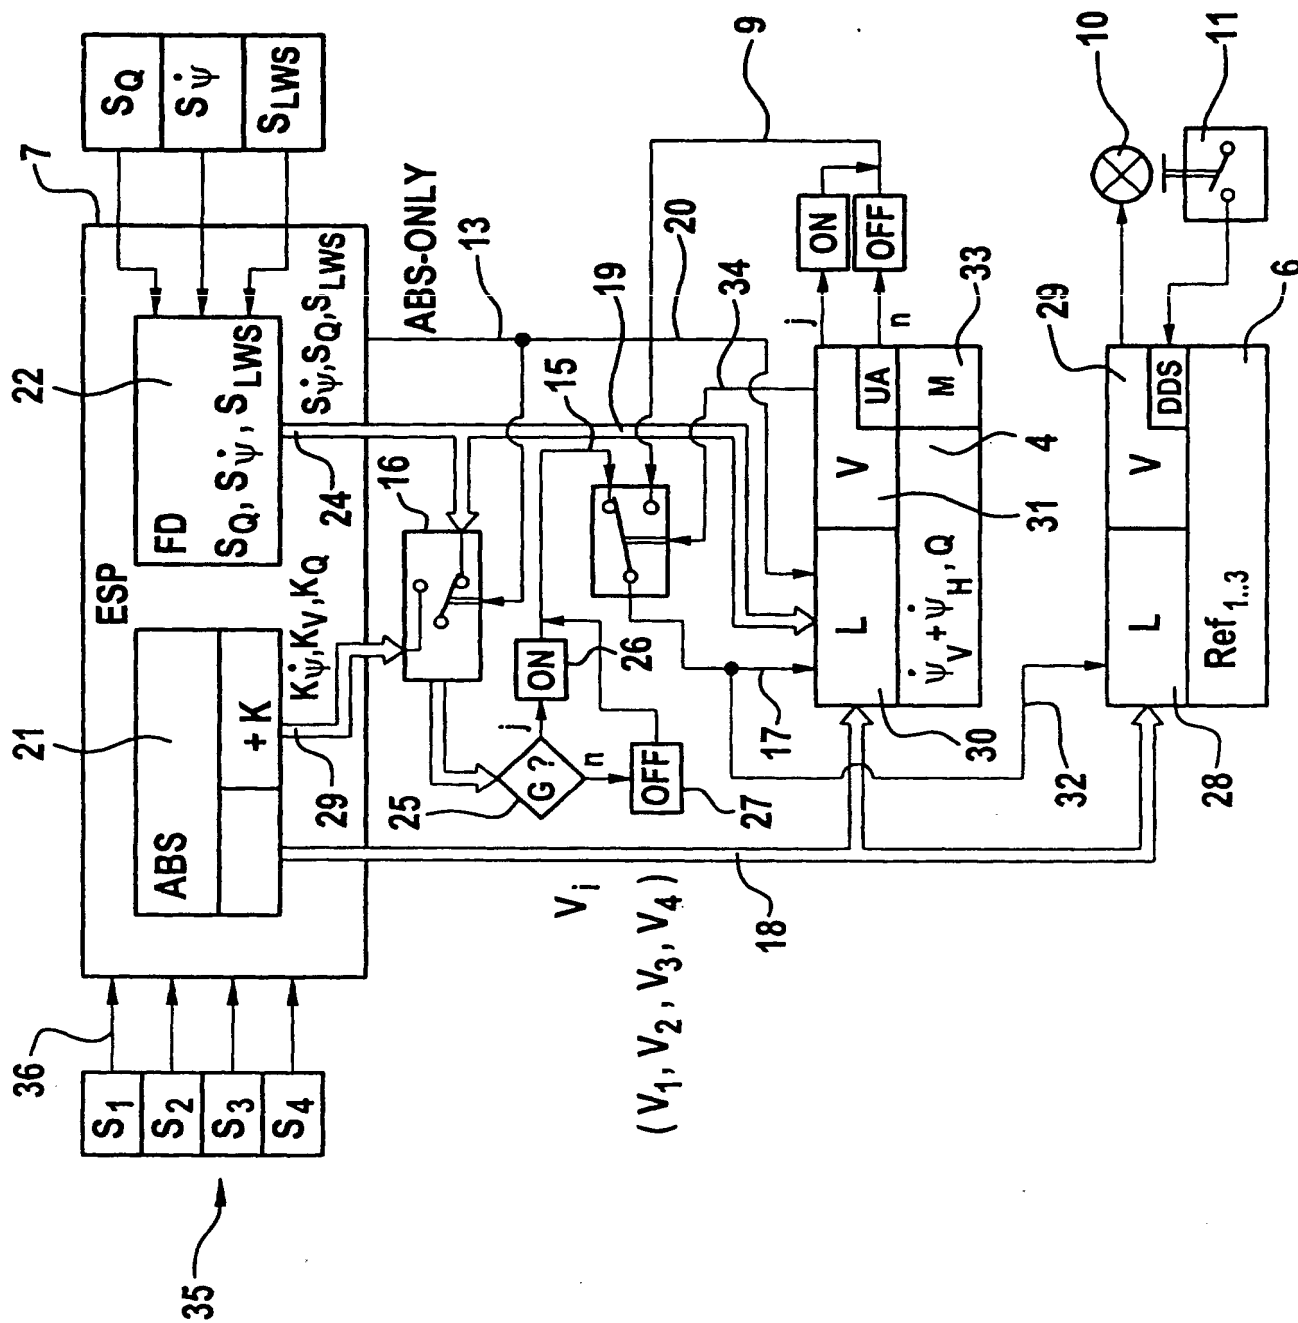 35
36
S1
S2
S3
S4
7
ESP
21
ABS
+K
22
FD
SQ, Sψ̇, SLWS
SQ
Sψ̇
SLWS
29
Kψ̇, KV, KQ
24
Sψ̇, SQ, SLWS
ABS-ONLY
13
16
25
G ?
j
n
ON
26
OFF
27
15
19
34
20
9
Vi
(V1, V2, V3, V4)
18
17
32
j
n
ON
OFF
L
V
UA
M
33
30
31
4
ψ̇V + ψ̇H, Q
10
11
29
L
V
DDS
28
Ref1..3
6